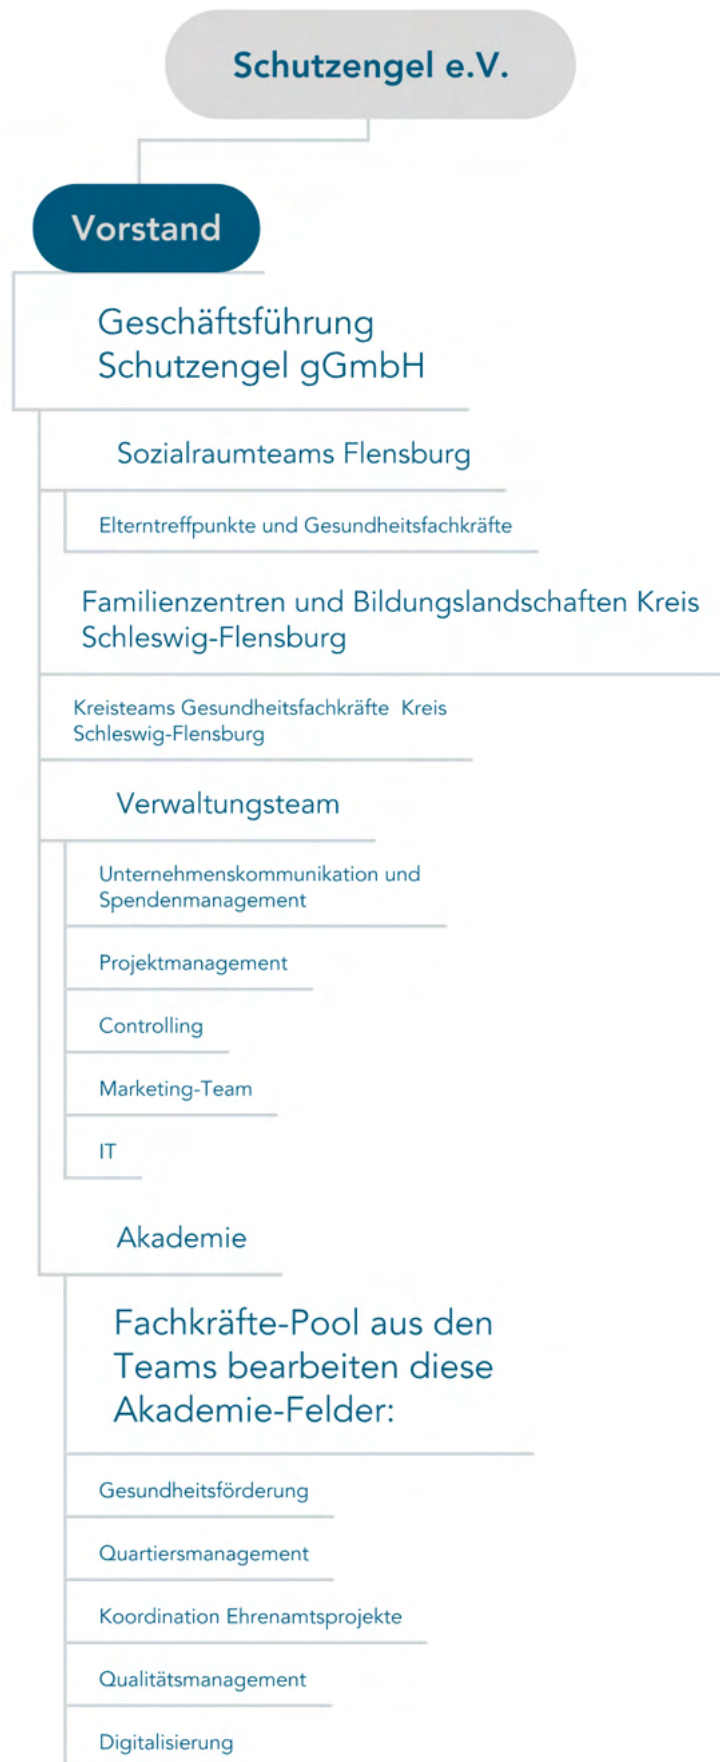 Schutzengel e.V.
Vorstand
Geschäftsführung
Schutzengel gGmbH
Sozialraumteams Flensburg
Elterntreffpunkte und Gesundheitsfachkräfte
Familienzentren und Bildungslandschaften Kreis
Schleswig-Flensburg
Kreisteams Gesundheitsfachkräfte Kreis
Schleswig-Flensburg
Verwaltungsteam
Unternehmenskommunikation und
Spendenmanagement
Projektmanagement
Controlling
Marketing-Team
IT
Akademie
Fachkräfte-Pool aus den
Teams bearbeiten diese
Akademie-Felder:
Gesundheitsförderung
Quartiersmanagement
Koordination Ehrenamtsprojekte
Qualitätsmanagement
Digitalisierung